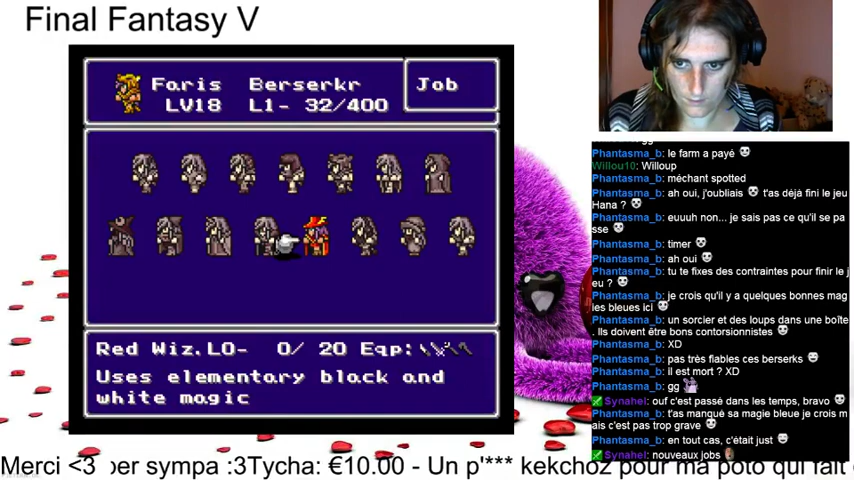 Final Fantasy V
Faris Berserkr
Job
LV18 L1- 32/400
Red Wiz.L0- 0/ 20 Eqp:
Uses elementary black and
white magic
Phantasma_b: le farm a payé
Willou10: Willoup
Phantasma_b: méchant spotted
Phantasma_b: ah oui, j'oubliais t'as déjà fini le jeu
Hana ?
Phantasma_b: euuuh non... je sais pas ce qu'il se pa
sse
Phantasma_b: timer
Phantasma_b: ah oui
Phantasma_b: tu te fixes des contraintes pour finir le j
eu ?
Phantasma_b: je crois qu'il y a quelques bonnes mag
ies bleues ici
Phantasma_b: un sorcier et des loups dans une boîte
. Ils doivent être bons contorsionnistes
Phantasma_b: XD
Phantasma_b: pas très fiables ces berserks
Phantasma_b: il est mort ? XD
Phantasma_b: gg
Synahel: ouf c'est passé dans les temps, bravo
Phantasma_b: t'as manqué sa magie bleue je crois m
ais c'est pas trop grave
Phantasma_b: en tout cas, c'était just
Synahel: nouveaux jobs
Merci <3 per sympa :3Tycha: €10.00 - Un p'*** kekchoz pour ma poto qui fait